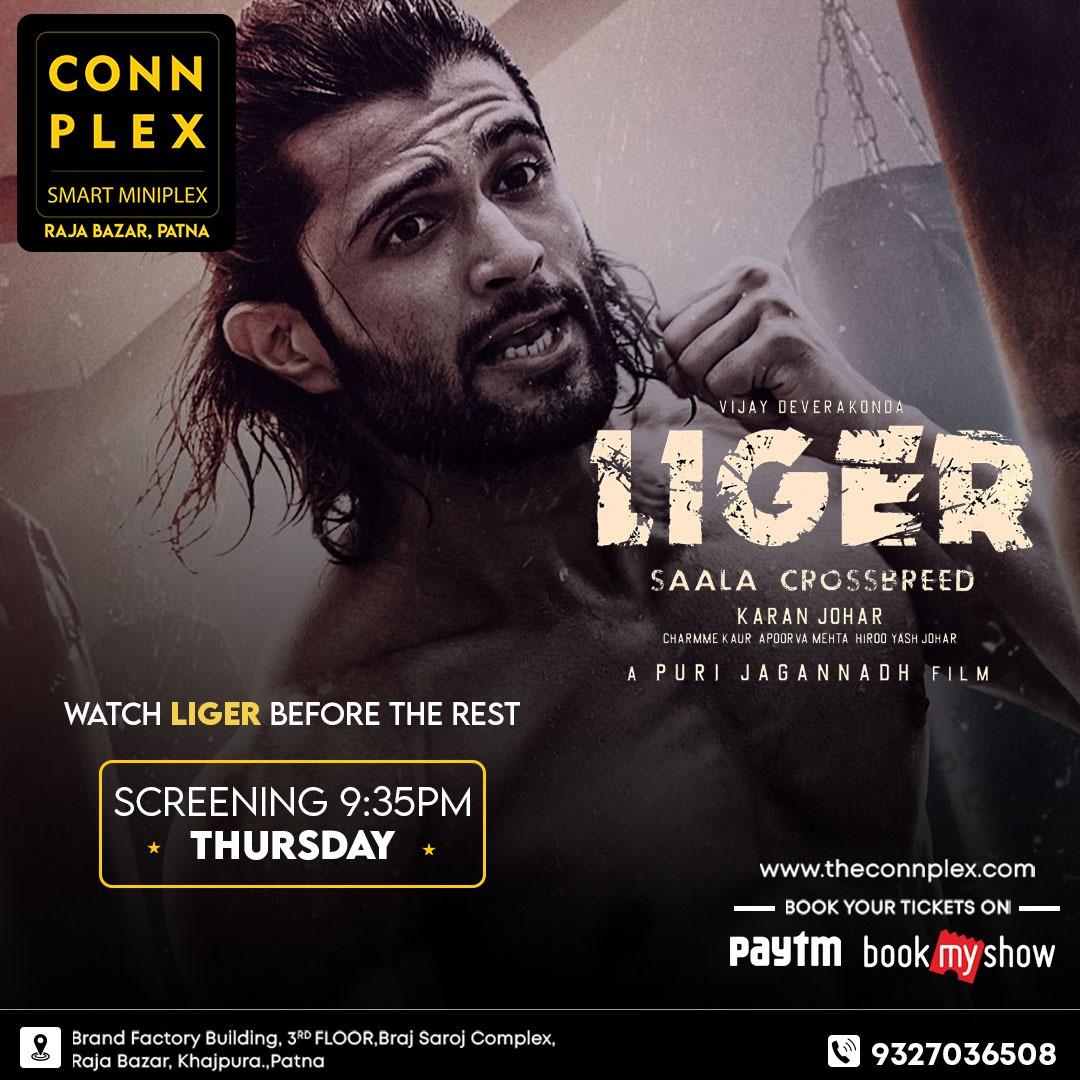 CONN
PLEX
SMART MINIPLEX
RAJA BAZAR, PATNA
VIJAY DEVERAKONDA
LIGER
SAALA CROSSBREED
KARAN JOHAR
CHARMME KAUR APOORVA MEHTA HIROO YASH JOHAR
A PURI JAGANNADH FILM
WATCH LIGER BEFORE THE REST
SCREENING 9:35PM
THURSDAY
www.theconnplex.com
BOOK YOUR TICKETS ON
paytm bookmyshow
Brand Factory Building, 3RD FLOOR,Braj Saroj Complex,
Raja Bazar, Khajpura.,Patna
9327036508